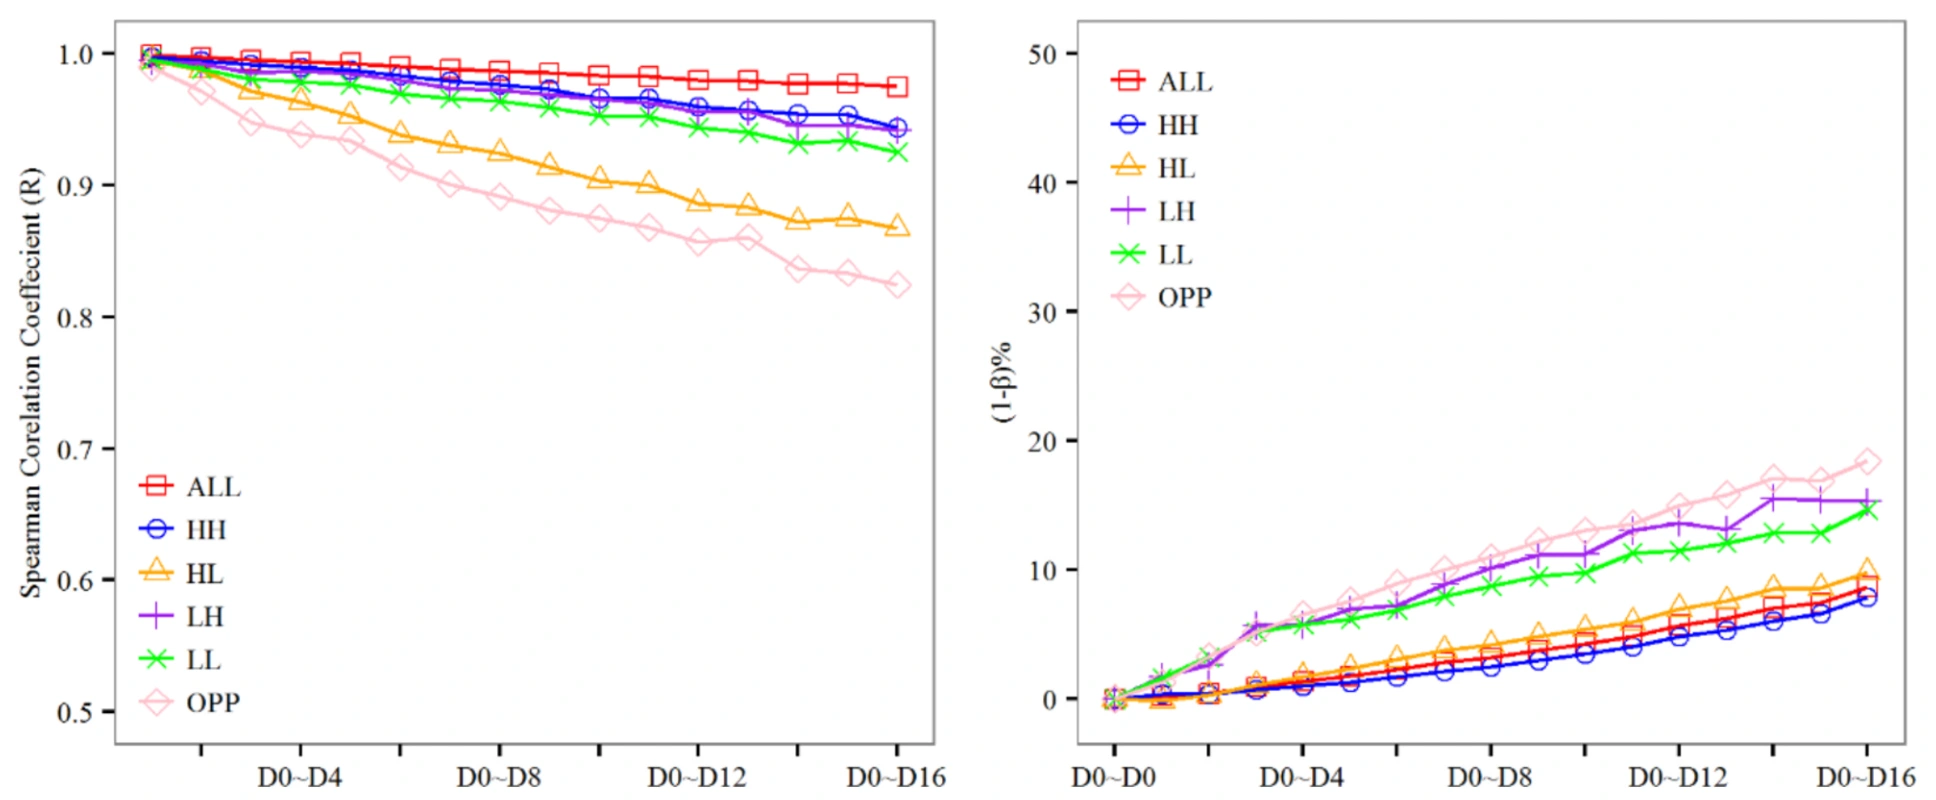 Spearman Corelation Coeffecient (R)
1.0
0.9
0.8
0.7
0.6
0.5
ALL
HH
HL
LH
LL
OPP
D0~D4
D0~D8
D0~D12
D0~D16
(1-β)%
50
40
30
20
10
0
ALL
HH
HL
LH
LL
OPP
D0~D0
D0~D4
D0~D8
D0~D12
D0~D16